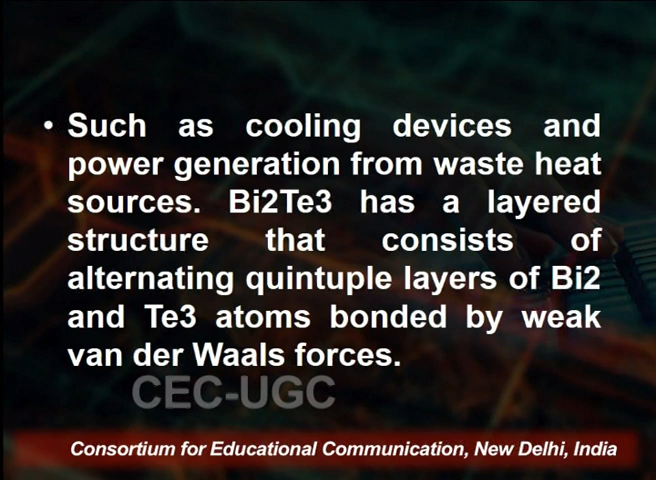 • Such as cooling devices and
power generation from waste heat
sources. Bi2Te3 has a layered
structure that consists of
alternating quintuple layers of Bi2
and Te3 atoms bonded by weak
van der Waals forces.
CEC-UGC
Consortium for Educational Communication, New Delhi, India